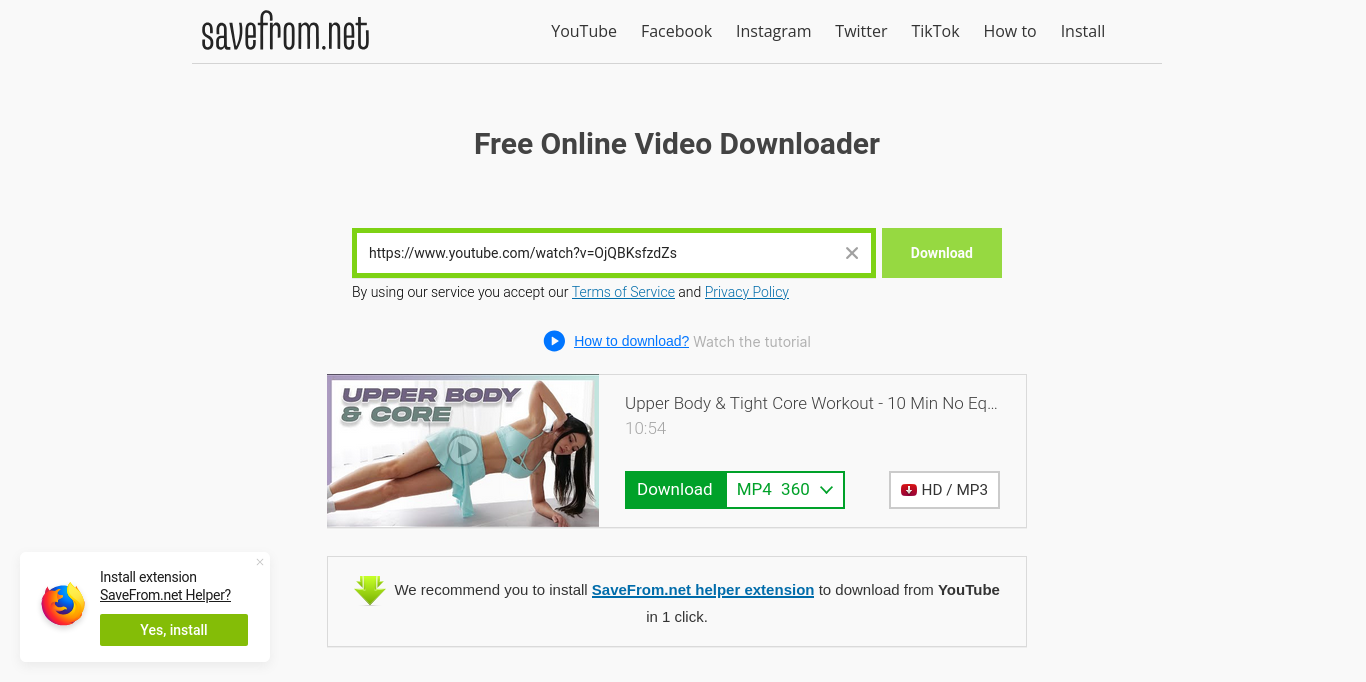 savefrom.net
YouTube Facebook Instagram Twitter TikTok How to Install
Free Online Video Downloader
https://www.youtube.com/watch?v=OjQBKsfzdZs
Download
By using our service you accept our Terms of Service and Privacy Policy
How to download? Watch the tutorial
UPPER BODY
& CORE
Upper Body & Tight Core Workout - 10 Min No Eq...
10:54
Download MP4 360
HD / MP3
We recommend you to install SaveFrom.net helper extension to download from YouTube
in 1 click.
Install extension
SaveFrom.net Helper?
Yes, install